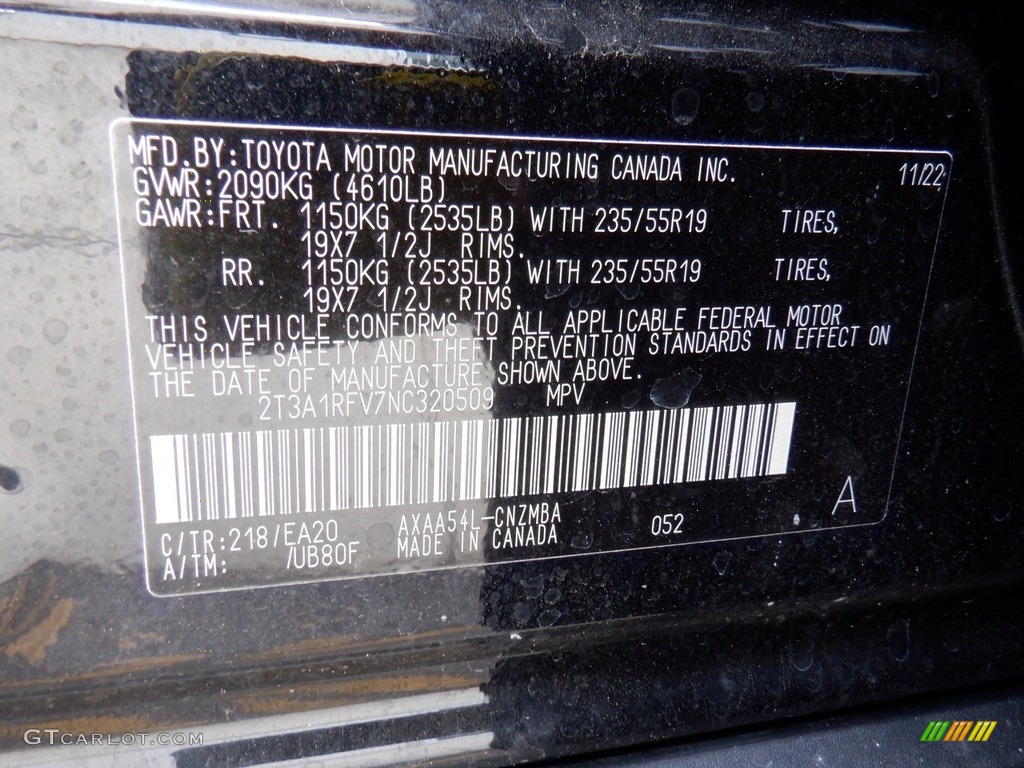 MFD.BY:TOYOTA MOTOR MANUFACTURING CANADA INC. 11/22
GVWR:2090KG (4610LB)
GAWR:FRT. 1150KG (2535LB) WITH 235/55R19 TIRES,
19X7 1/2J RIMS.
RR. 1150KG (2535LB) WITH 235/55R19 TIRES,
19X7 1/2J RIMS.
THIS VEHICLE CONFORMS TO ALL APPLICABLE FEDERAL MOTOR
VEHICLE SAFETY AND THEFT PREVENTION STANDARDS IN EFFECT ON
THE DATE OF MANUFACTURE SHOWN ABOVE.
2T3A1RFV7NC320509 MPV
A
C/TR:218/EA20 AXAA54L-CNZMBA 052
A/TM: /UB80F MADE IN CANADA
GTCARLOT.COM